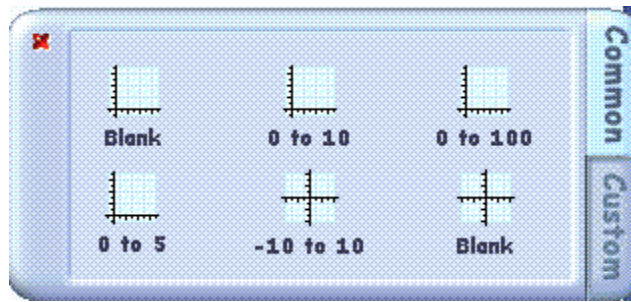 Blank
0 to 10
0 to 100
0 to 5
-10 to 10
Blank
Common
Custom